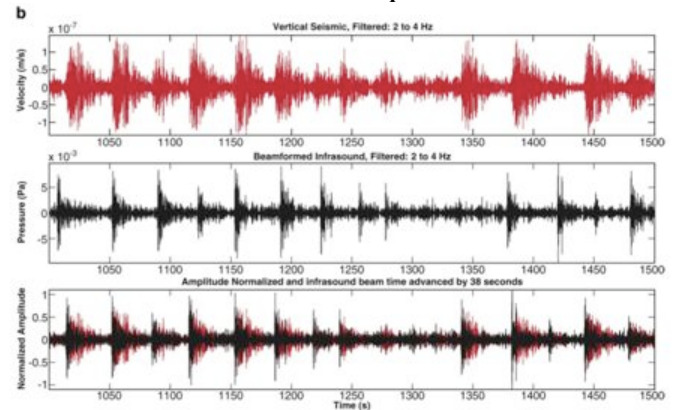 b
x 10⁻⁷
Vertical Seismic, Filtered: 2 to 4 Hz
Velocity (m/s)
1
0.5
0
-0.5
-1
1050 1100 1150 1200 1250 1300 1350 1400 1450 1500
x 10⁻³
Beamformed Infrasound, Filtered: 2 to 4 Hz
Pressure (Pa)
5
0
-5
1050 1100 1150 1200 1250 1300 1350 1400 1450 1500
Amplitude Normalized and infrasound beam time advanced by 38 seconds
Normalized Amplitude
1
0.5
0
-0.5
-1
1050 1100 1150 1200 1250 1300 1350 1400 1450 1500
Time (s)